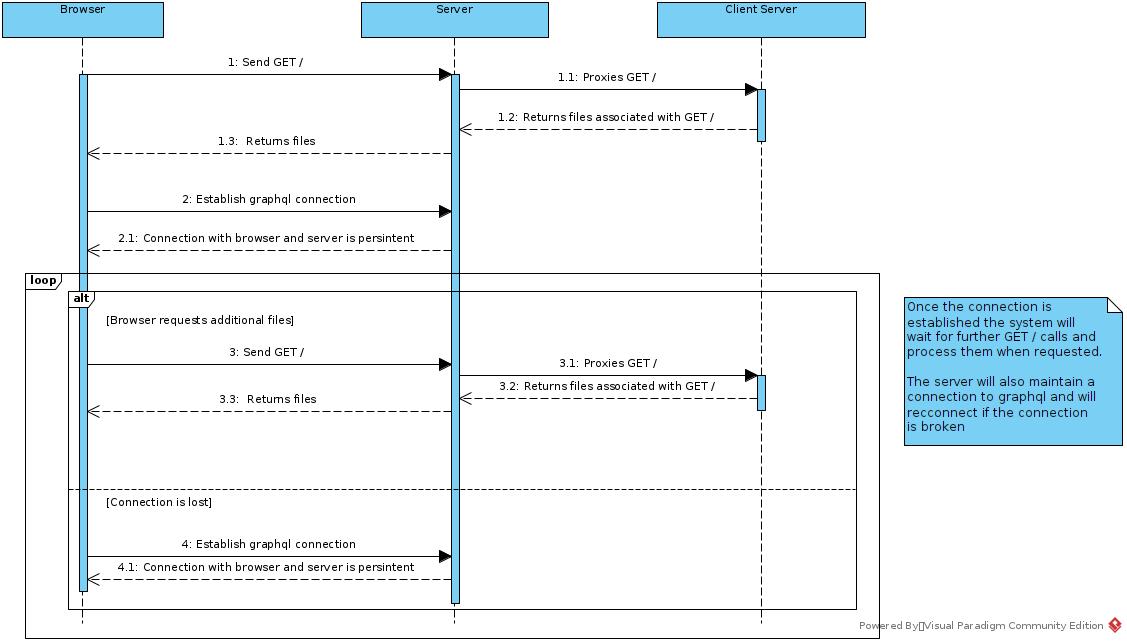 Browser
Server
Client Server
1: Send GET /
1.1: Proxies GET /
1.2: Returns files associated with GET /
1.3:  Returns files
2: Establish graphql connection
2.1: Connection with browser and server is persintent
loop
alt
[Browser requests additional files]
3: Send GET /
3.1: Proxies GET /
3.2: Returns files associated with GET /
3.3:  Returns files
[Connection is lost]
4: Establish graphql connection
4.1: Connection with browser and server is persintent
Once the connection is
established the system will
wait for further GET / calls and
process them when requested.
The server will also maintain a
connection to graphql and will
recconnect if the connection
is broken
Powered By▯Visual Paradigm Community Edition